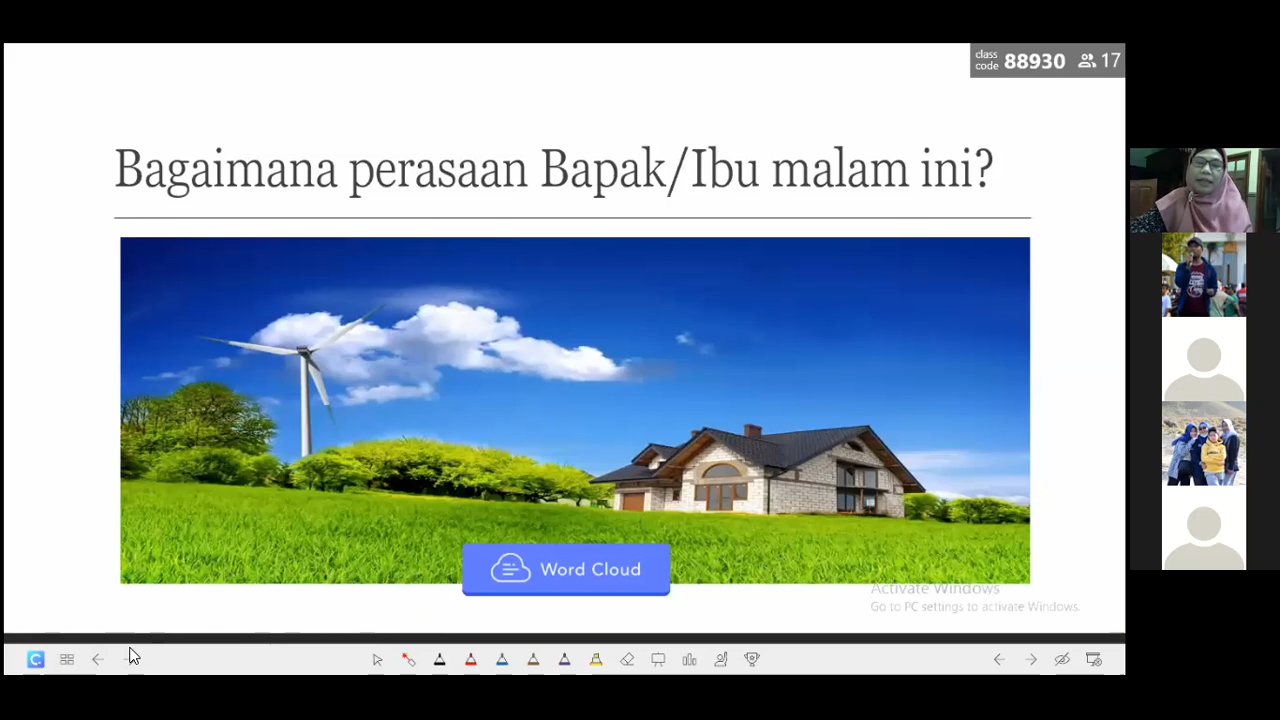 class
code 88930 17
Bagaimana perasaan Bapak/Ibu malam ini?
Word Cloud
Activate Windows
Go to PC settings to activate Windows.